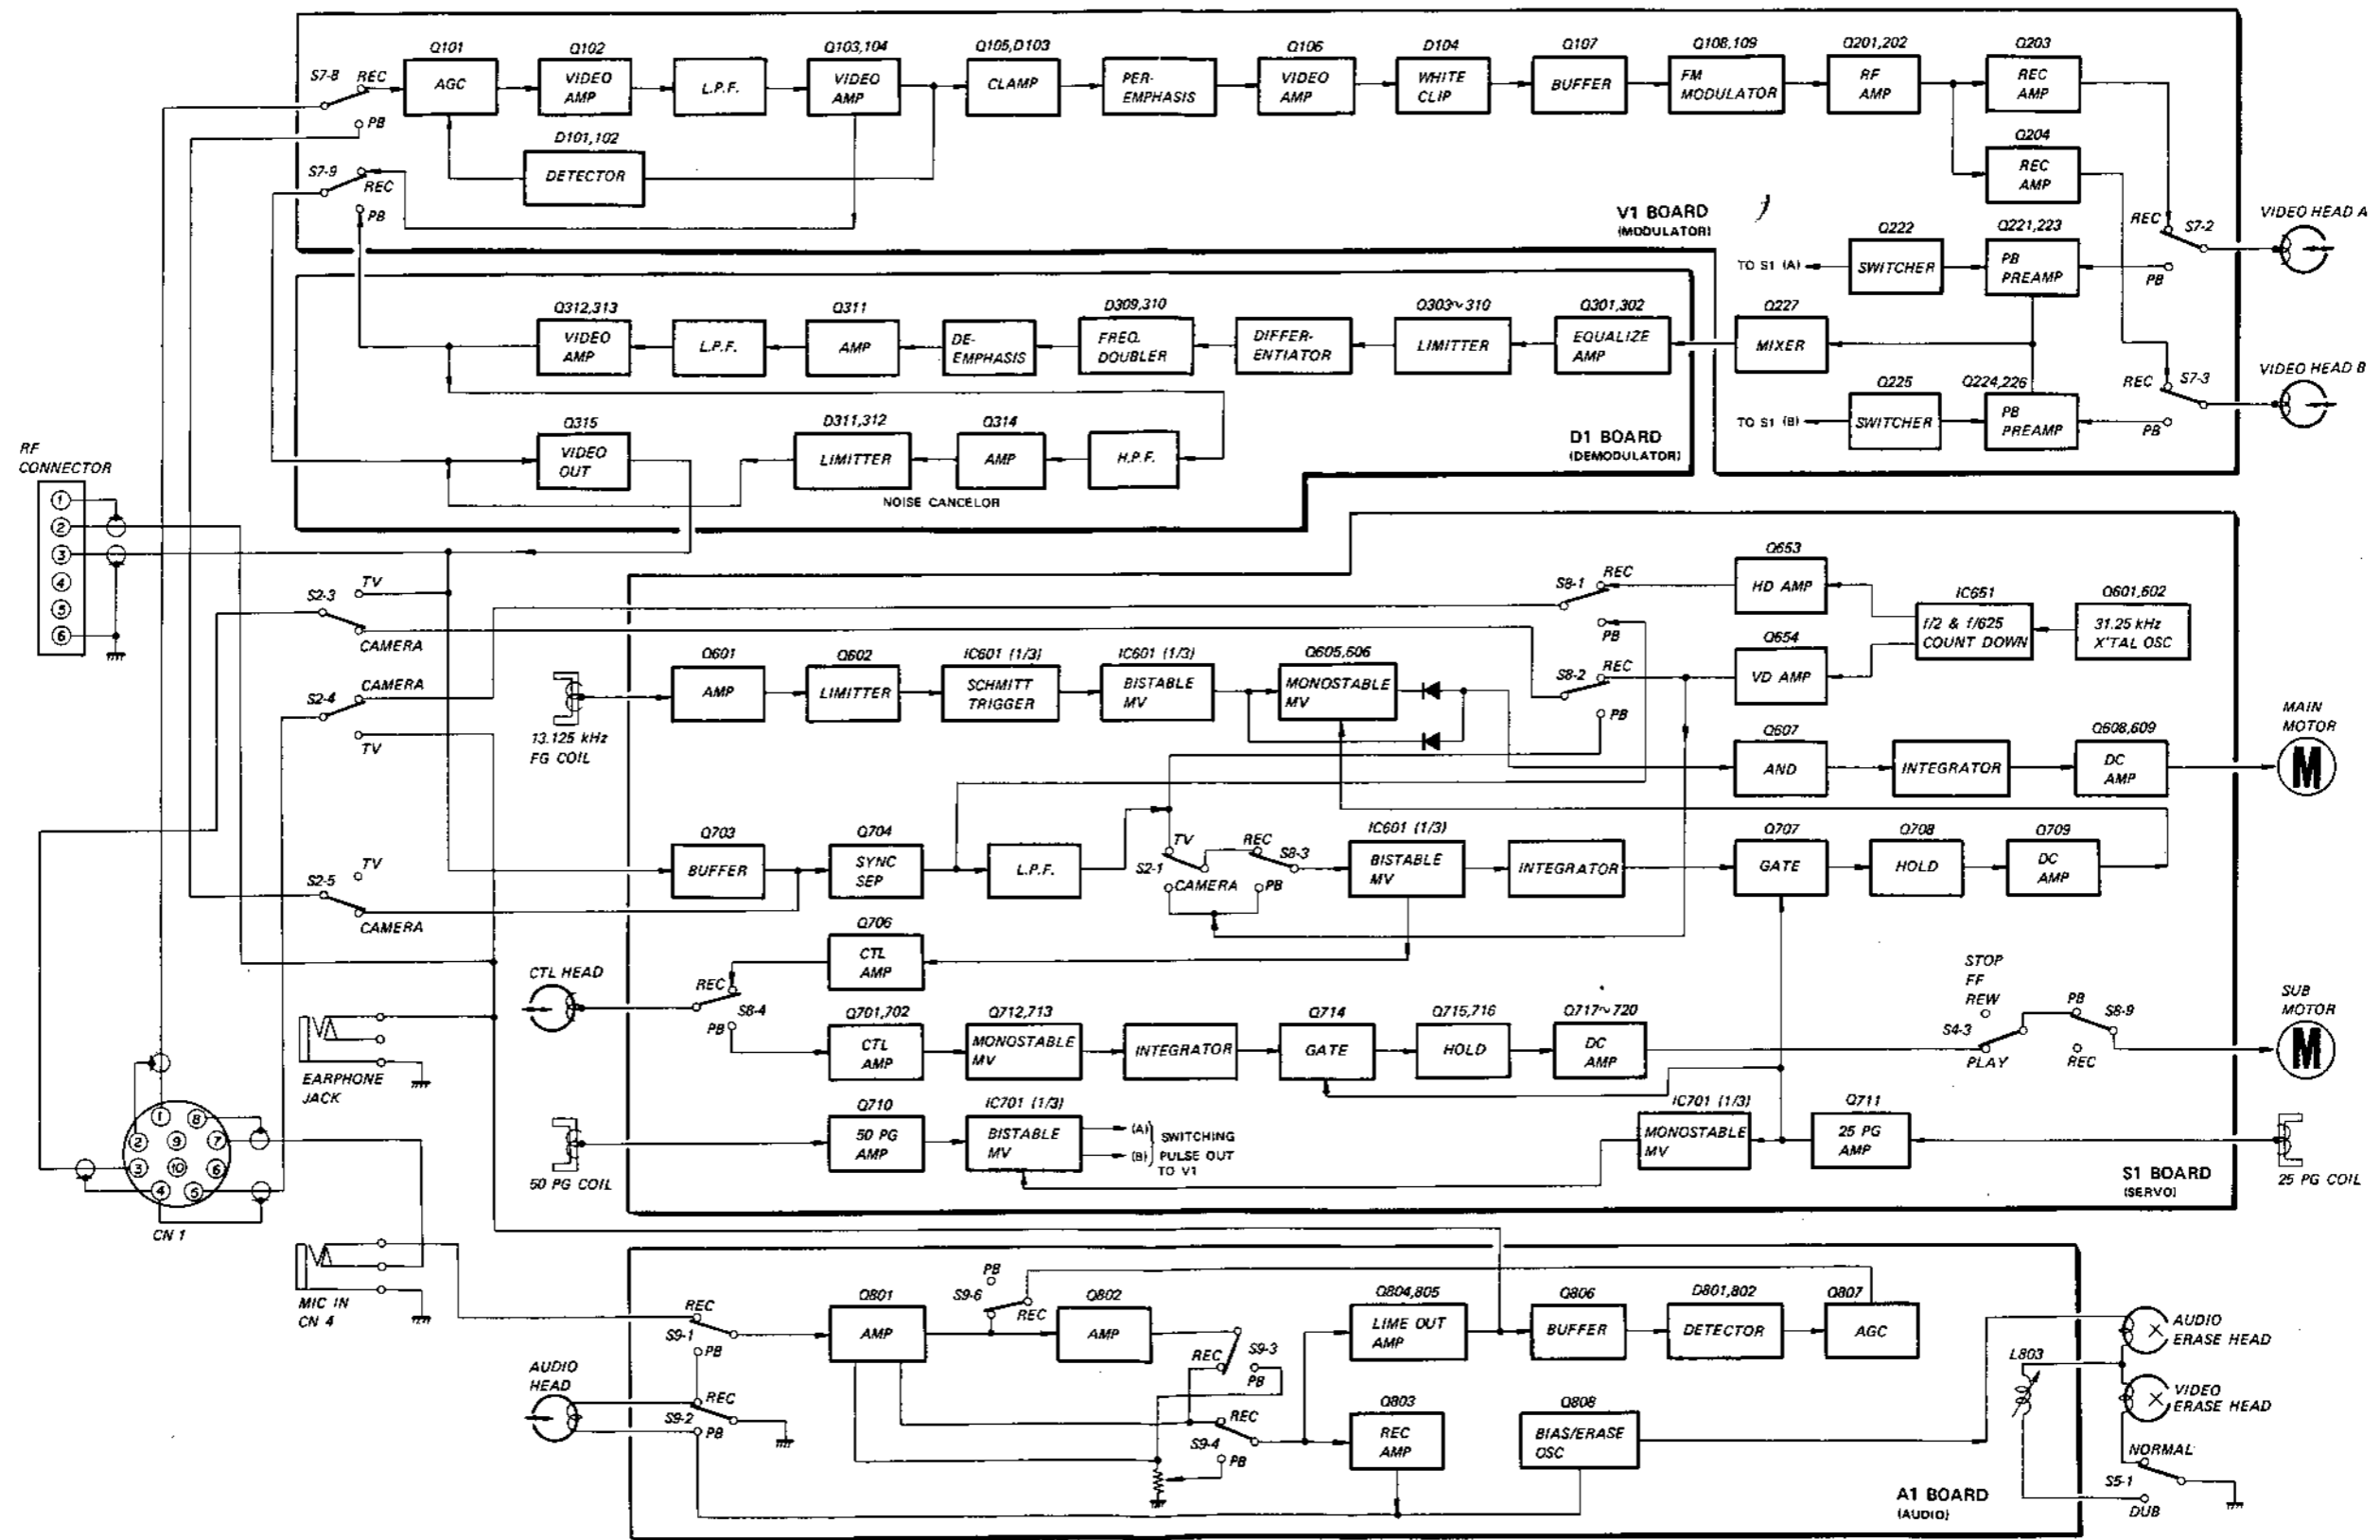 Q101
AGC
Q102
VIDEO
AMP
L.P.F.
Q103,104
VIDEO
AMP
Q105,D103
CLAMP
PER-
EMPHASIS
Q106
VIDEO
AMP
D104
WHITE
CLIP
Q107
BUFFER
Q108,109
FM
MODULATOR
Q201,202
RF
AMP
Q203
REC
AMP
S7-8
REC
PB
D101,102
DETECTOR
Q204
REC
AMP
S7-9
REC
PB
V1 BOARD
(MODULATOR)
Q222
SWITCHER
TO S1 (A)
Q221,223
PB
PREAMP
REC
S7-2
PB
VIDEO HEAD A
Q312,313
VIDEO
AMP
L.P.F.
Q311
AMP
DE-
EMPHASIS
D309,310
FREQ.
DOUBLER
DIFFER-
ENTIATOR
Q303~310
LIMITTER
Q301,302
EQUALIZE
AMP
Q227
MIXER
Q225
SWITCHER
TO S1 (B)
Q224,226
PB
PREAMP
REC
S7-3
PB
VIDEO HEAD B
Q315
VIDEO
OUT
D311,312
LIMITTER
Q314
AMP
H.P.F.
NOISE CANCELOR
D1 BOARD
(DEMODULATOR)
RF
CONNECTOR
1
2
3
4
5
6
TV
S2-3
CAMERA
CAMERA
S2-4
TV
TV
S2-5
CAMERA
S8-1
REC
PB
Q653
HD AMP
IC651
f/2 & f/625
COUNT DOWN
Q601,602
31.25 kHz
X'TAL OSC
Q654
VD AMP
S8-2
REC
PB
13.125 kHz
FG COIL
Q601
AMP
Q602
LIMITTER
IC601 (1/3)
SCHMITT
TRIGGER
IC601 (1/3)
BISTABLE
MV
Q605,606
MONOSTABLE
MV
Q607
AND
INTEGRATOR
Q608,609
DC
AMP
MAIN
MOTOR
M
Q703
BUFFER
Q704
SYNC
SEP
L.P.F.
TV
S2-1
CAMERA
REC
S8-3
PB
IC601 (1/3)
BISTABLE
MV
INTEGRATOR
Q707
GATE
Q708
HOLD
Q709
DC
AMP
Q706
CTL
AMP
CTL HEAD
REC
S8-4
PB
Q701,702
CTL
AMP
Q712,713
MONOSTABLE
MV
INTEGRATOR
Q714
GATE
Q715,716
HOLD
Q717~720
DC
AMP
STOP
FF
REW
S4-3
PLAY
PB
S8-9
REC
SUB
MOTOR
M
50 PG COIL
Q710
50 PG
AMP
IC701 (1/3)
BISTABLE
MV
(A)
(B)
SWITCHING
PULSE OUT
TO V1
IC701 (1/3)
MONOSTABLE
MV
Q711
25 PG
AMP
S1 BOARD
(SERVO)
25 PG COIL
EARPHONE
JACK
1
8
2
9
7
3
10
6
4
5
CN 1
MIC IN
CN 4
REC
S9-1
PB
AUDIO
HEAD
REC
S9-2
PB
Q801
AMP
PB
S9-6
REC
Q802
AMP
REC
S9-3
PB
REC
S9-4
PB
Q804,805
LIME OUT
AMP
Q806
BUFFER
D801,802
DETECTOR
Q807
AGC
Q803
REC
AMP
Q808
BIAS/ERASE
OSC
A1 BOARD
(AUDIO)
AUDIO
ERASE HEAD
L803
VIDEO
ERASE HEAD
NORMAL
S5-1
DUB